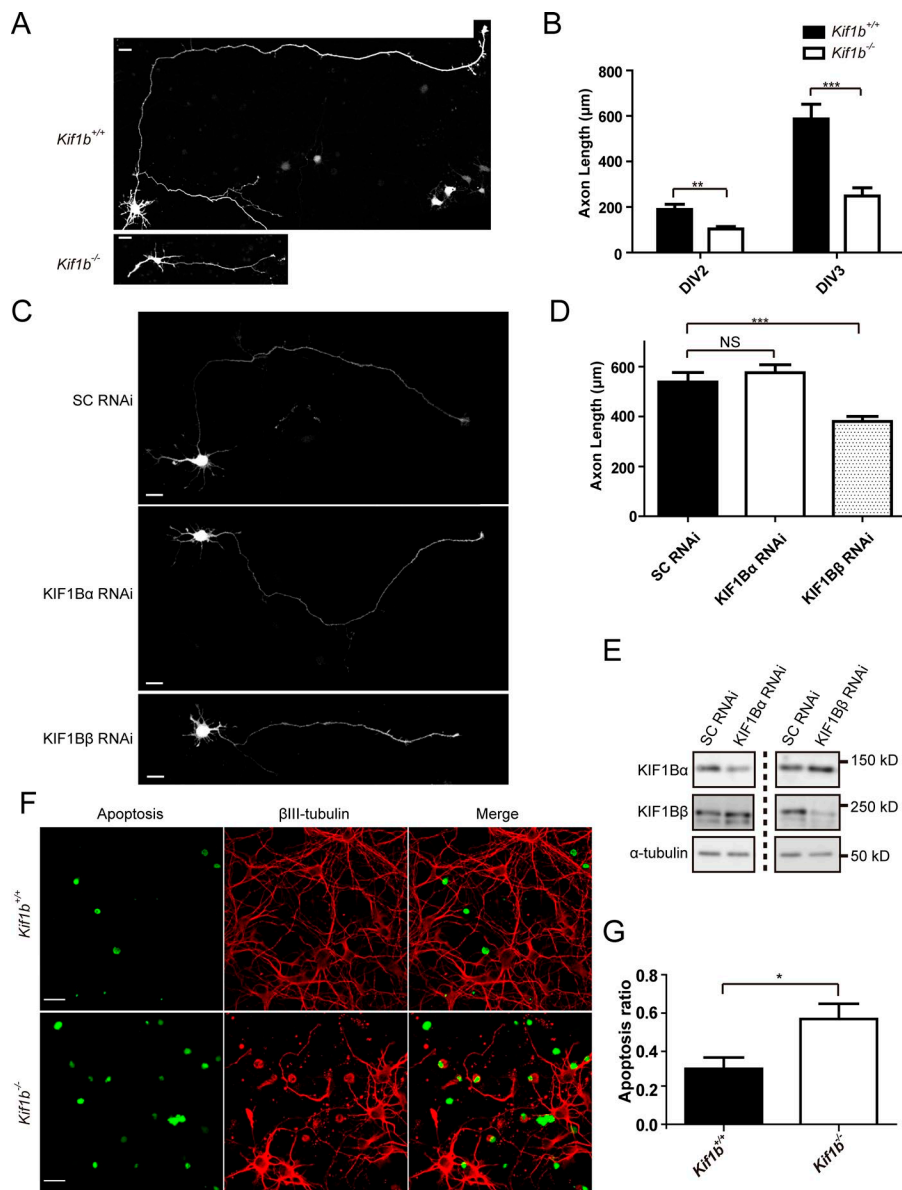 A
Kif1b+/+
Kif1b-/-
B
Kif1b+/+
Kif1b-/-
Axon Length (µm)
800
600
400
200
0
**
***
DIV2
DIV3
C
SC RNAi
KIF1Bα RNAi
KIF1Bβ RNAi
D
Axon Length (µm)
600
400
200
0
***
NS
SC RNAi
KIF1Bα RNAi
KIF1Bβ RNAi
E
SC RNAi
KIF1Bα RNAi
SC RNAi
KIF1Bβ RNAi
KIF1Bα
150 kD
KIF1Bβ
250 kD
α-tubulin
50 kD
F
Apoptosis
βIII-tubulin
Merge
Kif1b+/+
Kif1b-/-
G
Apoptosis ratio
0.8
0.6
0.4
0.2
0.0
*
Kif1b+/+
Kif1b-/-